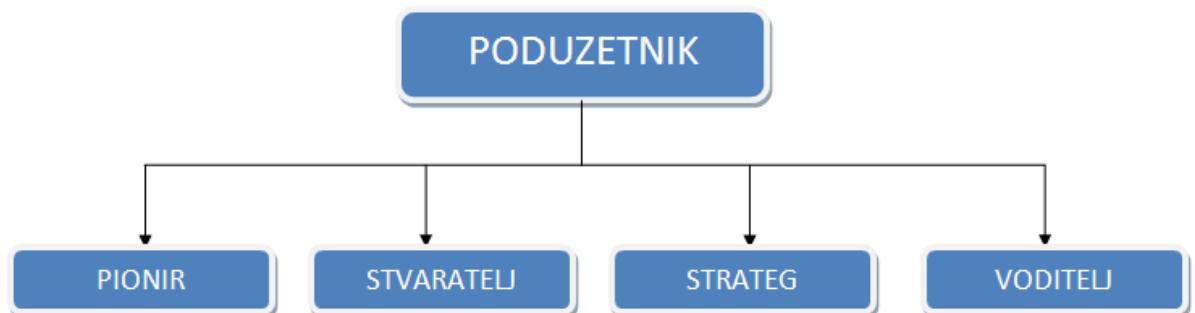 PODUZETNIK
PIONIR
STVARATELJ
STRATEG
VODITELJ